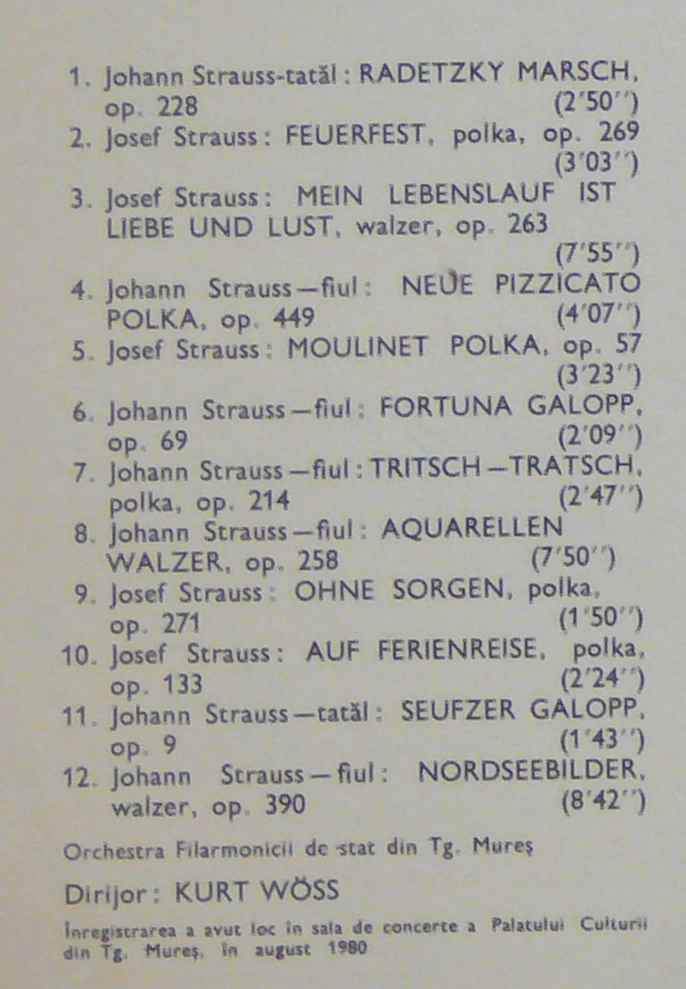 1. Johann Strauss-tatăl : RADETZKY MARSCH,
op. 228 (2'50'')
2. Josef Strauss : FEUERFEST, polka, op. 269
(3'03'')
3. Josef Strauss : MEIN LEBENSLAUF IST
LIEBE UND LUST, walzer, op. 263
(7'55'')
4. Johann Strauss—fiul : NEUE PIZZICATO
POLKA, op. 449 (4'07'')
5. Josef Strauss : MOULINET POLKA, op. 57
(3'23'')
6. Johann Strauss—fiul : FORTUNA GALOPP,
op. 69 (2'09'')
7. Johann Strauss—fiul : TRITSCH—TRATSCH,
polka, op. 214 (2'47'')
8. Johann Strauss—fiul : AQUARELLEN
WALZER, op. 258 (7'50'')
9. Josef Strauss : OHNE SORGEN, polka,
op. 271 (1'50'')
10. Josef Strauss : AUF FERIENREISE, polka,
op. 133 (2'24'')
11. Johann Strauss—tatăl : SEUFZER GALOPP,
op. 9 (1'43'')
12. Johann Strauss—fiul : NORDSEEBILDER,
walzer, op. 390 (8'42'')
Orchestra Filarmonicii de stat din Tg. Mureş
Dirijor : KURT WÖSS
Înregistrarea a avut loc în sala de concerte a Palatului Culturii
din Tg. Mureş, în august 1980